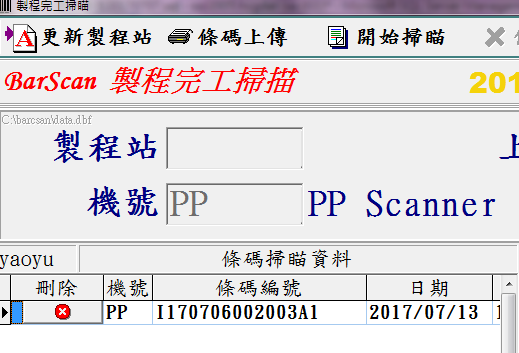 製程完工掃瞄
更新製程站 條碼上傳 開始掃瞄
BarScan 製程完工掃描 201
C:\barcsan\data.dbf
製程站 上
機號 PP PP Scanner
yaoyu 條碼掃瞄資料
刪除 機號 條碼編號 日期
PP I170706002003A1 2017/07/13 1